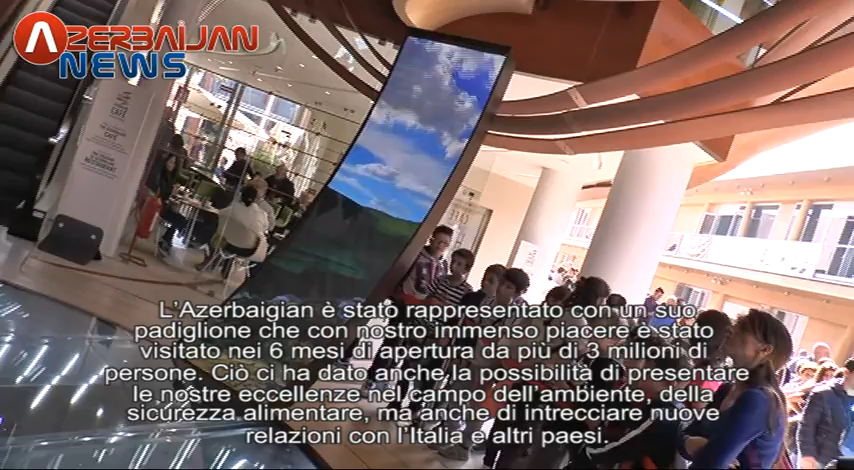 AZERBAIJAN
NEWS
L'Azerbaigian è stato rappresentato con un suo
padiglione che con nostro immenso piacere è stato
visitato nei 6 mesi di apertura da più di 3 milioni di
persone. Ciò ci ha dato anche la possibilità di presentare
le nostre eccellenze nel campo dell'ambiente, della
sicurezza alimentare, ma anche di intrecciare nuove
relazioni con l'Italia e altri paesi.